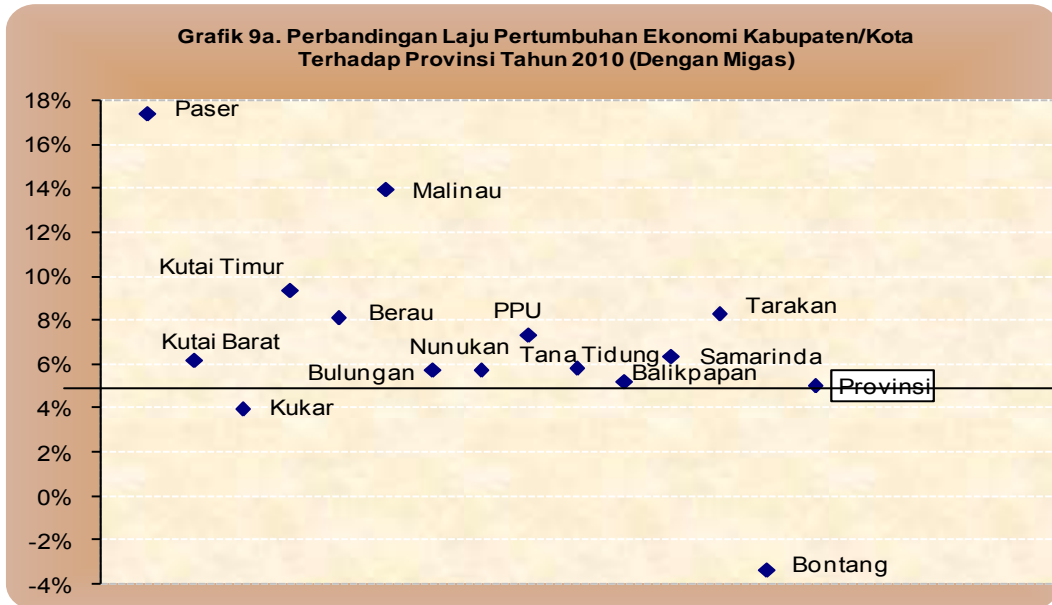 Grafik 9a. Perbandingan Laju Pertumbuhan Ekonomi Kabupaten/Kota
Terhadap Provinsi Tahun 2010 (Dengan Migas)
18%
16%
14%
12%
10%
8%
6%
4%
2%
0%
-2%
-4%
Paser
Malinau
Kutai Timur
Berau
PPU
Tarakan
Kutai Barat
Nunukan
Tana Tidung
Samarinda
Bulungan
Balikpapan
Provinsi
Kukar
Bontang